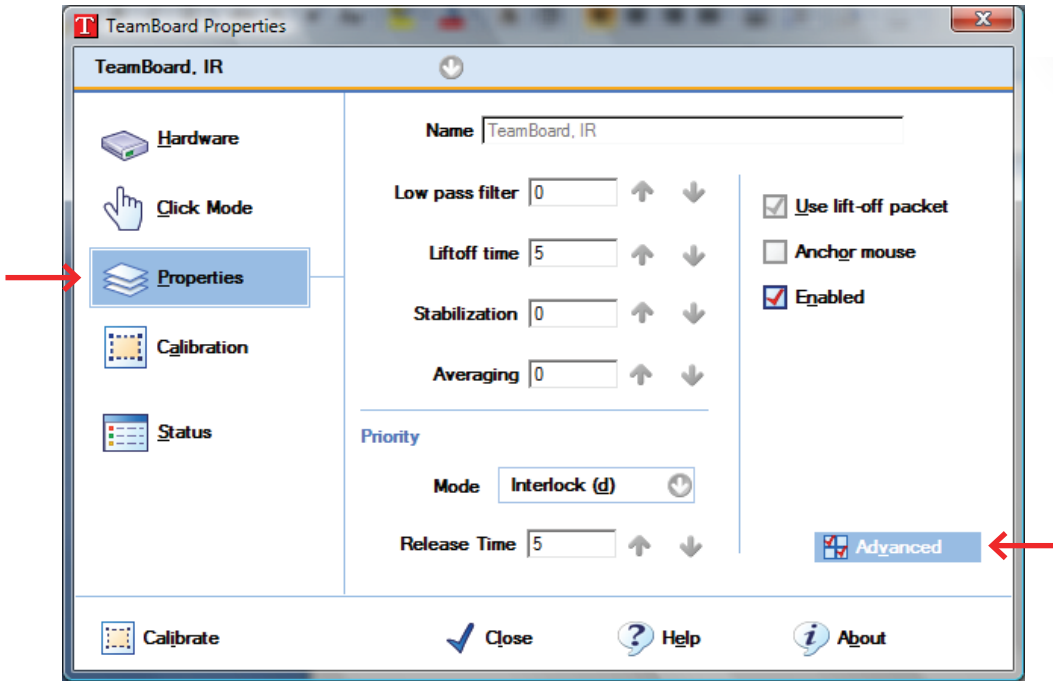 T TeamBoard Properties
x
TeamBoard, IR
Hardware
Click Mode
Properties
Calibration
Status
Name TeamBoard, IR
Low pass filter 0
Liftoff time 5
Stabilization 0
Averaging 0
Priority
Mode Interlock (d)
Release Time 5
Use lift-off packet
Anchor mouse
Enabled
Advanced
Calibrate
Close
? Help
i About